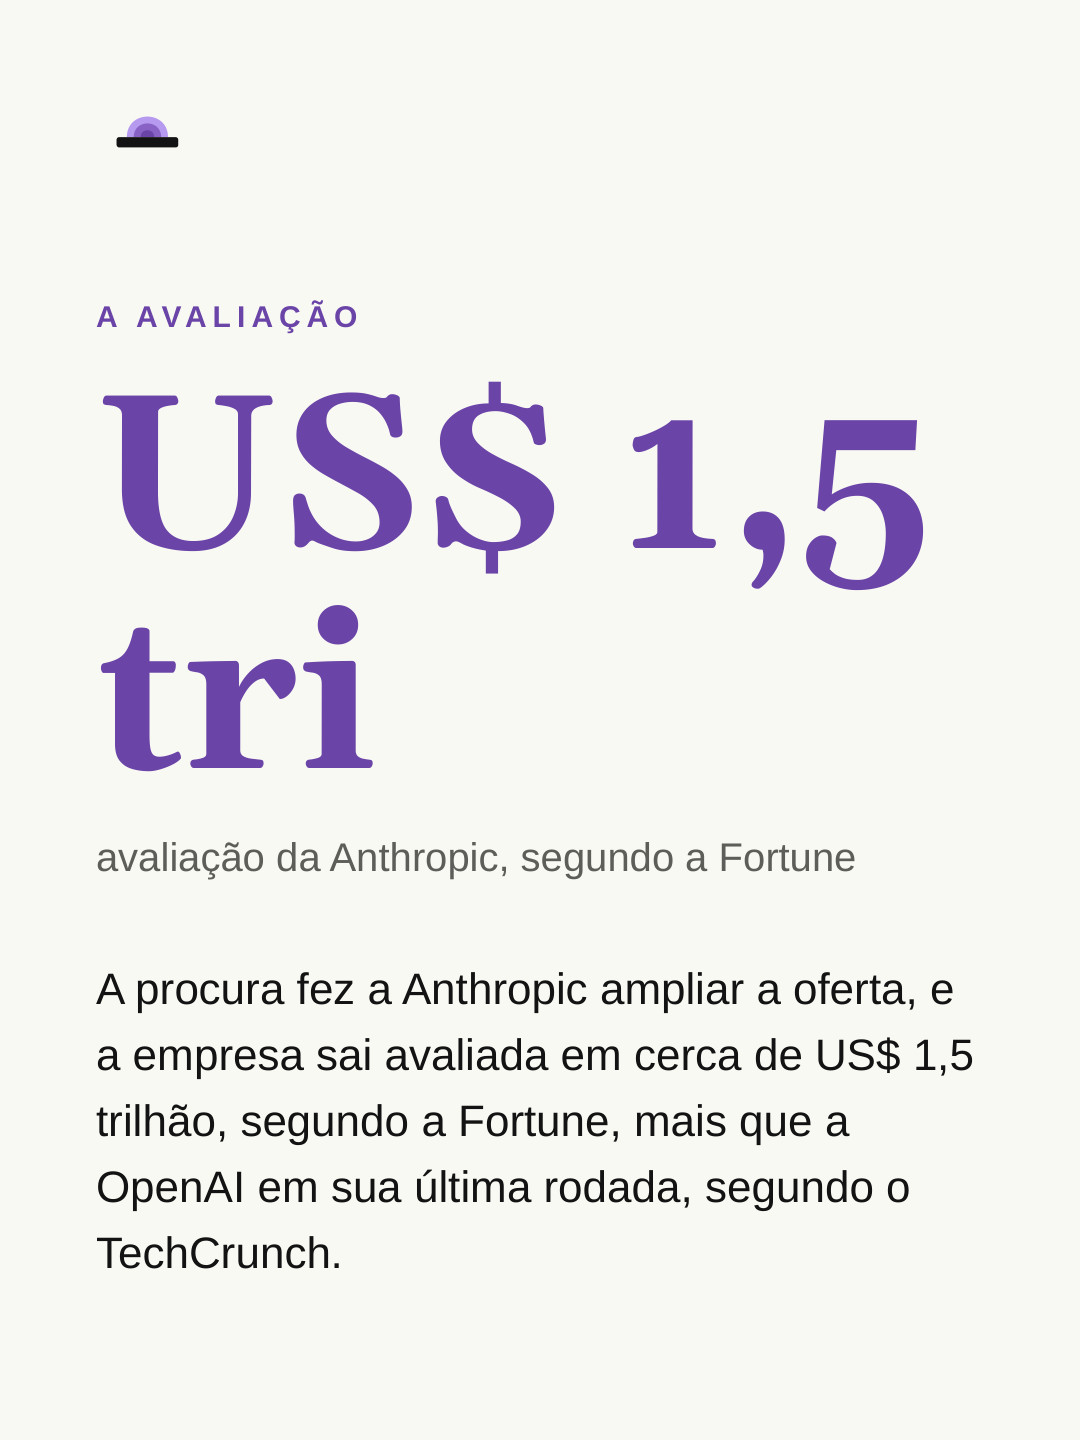 A AVALIAÇÃO
US$ 1,5
tri
avaliação da Anthropic, segundo a Fortune
A procura fez a Anthropic ampliar a oferta, e
a empresa sai avaliada em cerca de US$ 1,5
trilhão, segundo a Fortune, mais que a
OpenAI em sua última rodada, segundo o
TechCrunch.